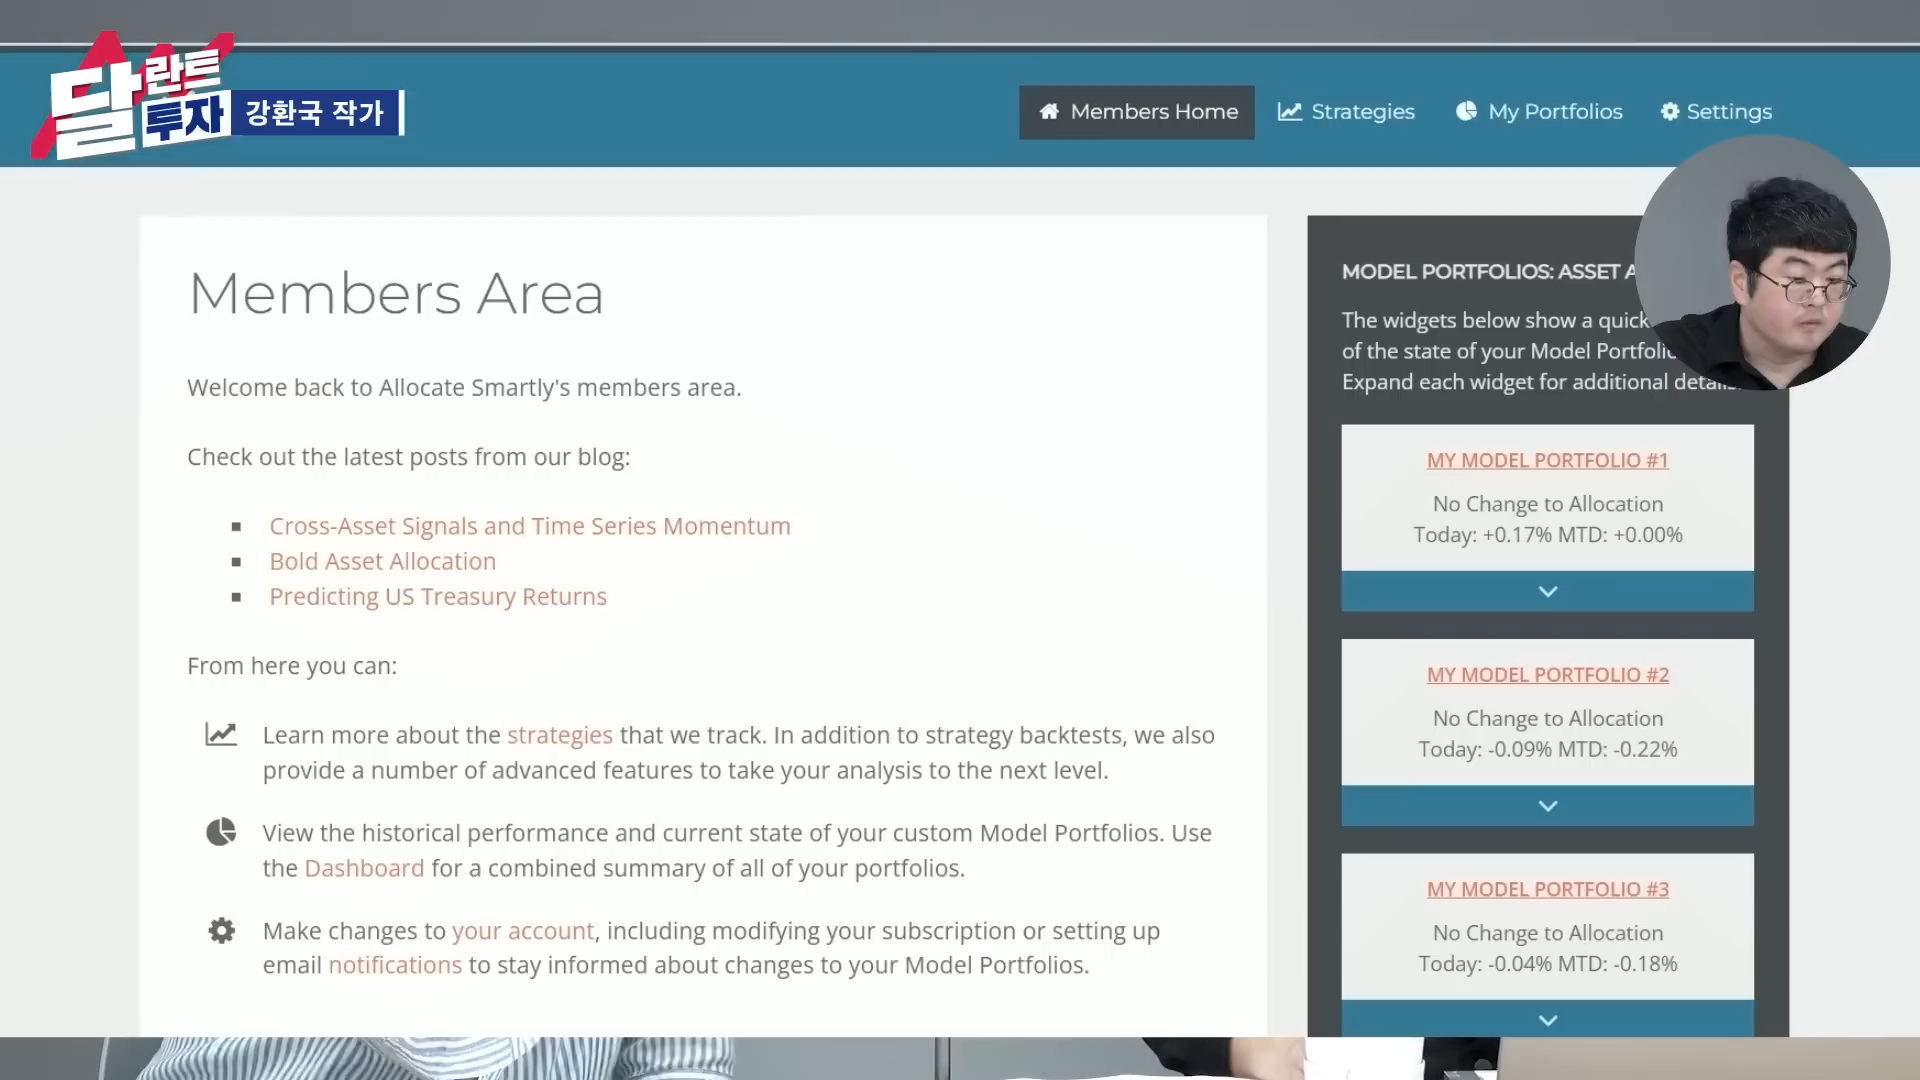 달란트
투자
강환국 작가
Members Home
Strategies
My Portfolios
Settings
Members Area
Welcome back to Allocate Smartly's members area.
Check out the latest posts from our blog:
Cross-Asset Signals and Time Series Momentum
Bold Asset Allocation
Predicting US Treasury Returns
From here you can:
Learn more about the strategies that we track. In addition to strategy backtests, we also
provide a number of advanced features to take your analysis to the next level.
View the historical performance and current state of your custom Model Portfolios. Use
the Dashboard for a combined summary of all of your portfolios.
Make changes to your account, including modifying your subscription or setting up
email notifications to stay informed about changes to your Model Portfolios.
MODEL PORTFOLIOS: ASSET
The widgets below show a quick
of the state of your Model
Expand each widget for additional
MY MODEL PORTFOLIO #1
No Change to Allocation
Today: +0.17% MTD: +0.00%
MY MODEL PORTFOLIO #2
No Change to Allocation
Today: -0.09% MTD: -0.22%
MY MODEL PORTFOLIO #3
No Change to Allocation
Today: -0.04% MTD: -0.18%